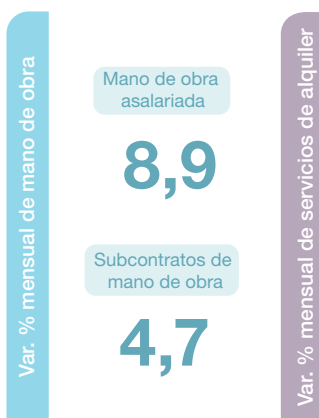 Var. % mensual de mano de obra
Mano de obra
asalariada
8,9
Subcontratos de
mano de obra
4,7
Var. % mensual de servicios de alquiler